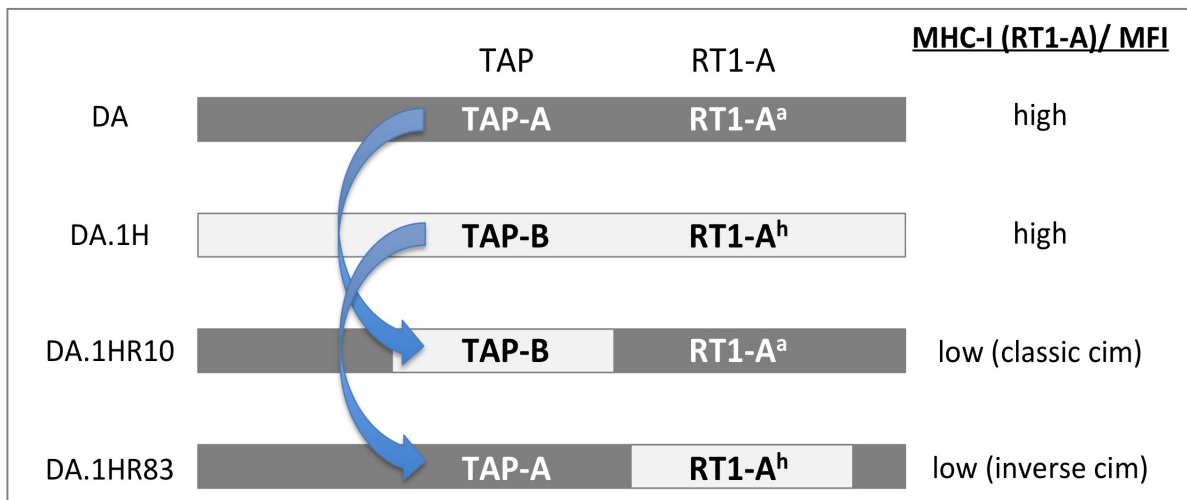 MHC-I (RT1-A)/ MFI
TAP RT1-A
DA TAP-A RT1-Aᵃ high
DA.1H TAP-B RT1-Aʰ high
DA.1HR10 TAP-B RT1-Aᵃ low (classic cim)
DA.1HR83 TAP-A RT1-Aʰ low (inverse cim)